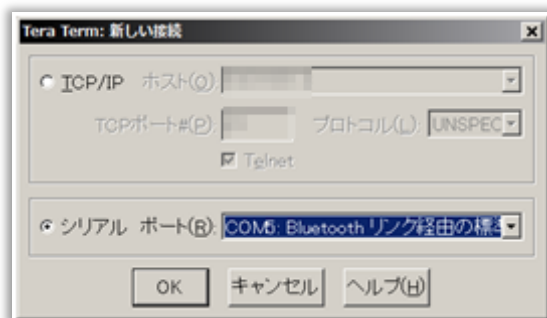 Tera Term: 新しい接続
TCP/IP ホスト(O):
TCPポート#(P): プロトコル(L): UNSPEC
Telnet
シリアル ポート(R): COM5: Bluetooth リンク経由の標準
OK キャンセル ヘルプ(H)